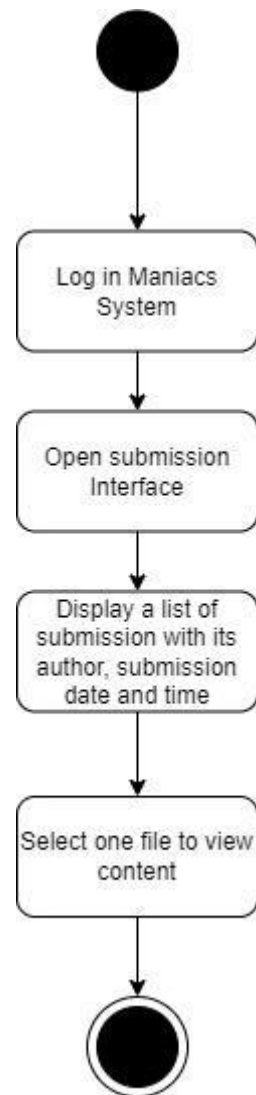 Log in Maniacs
System
Open submission
Interface
Display a list of
submission with its
author, submission
date and time
Select one file to view
content